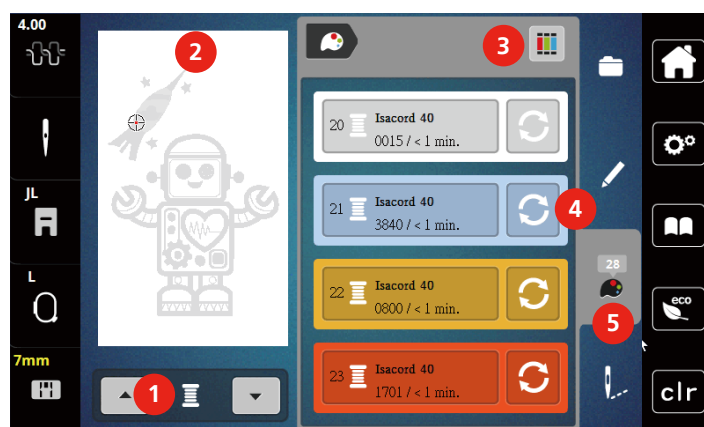 4.00
JL
L
7mm
2
1
3
20 Isacord 40
0015 / < 1 min.
21 Isacord 40
3840 / < 1 min.
4
22 Isacord 40
0800 / < 1 min.
23 Isacord 40
1701 / < 1 min.
28
5
eco
clr